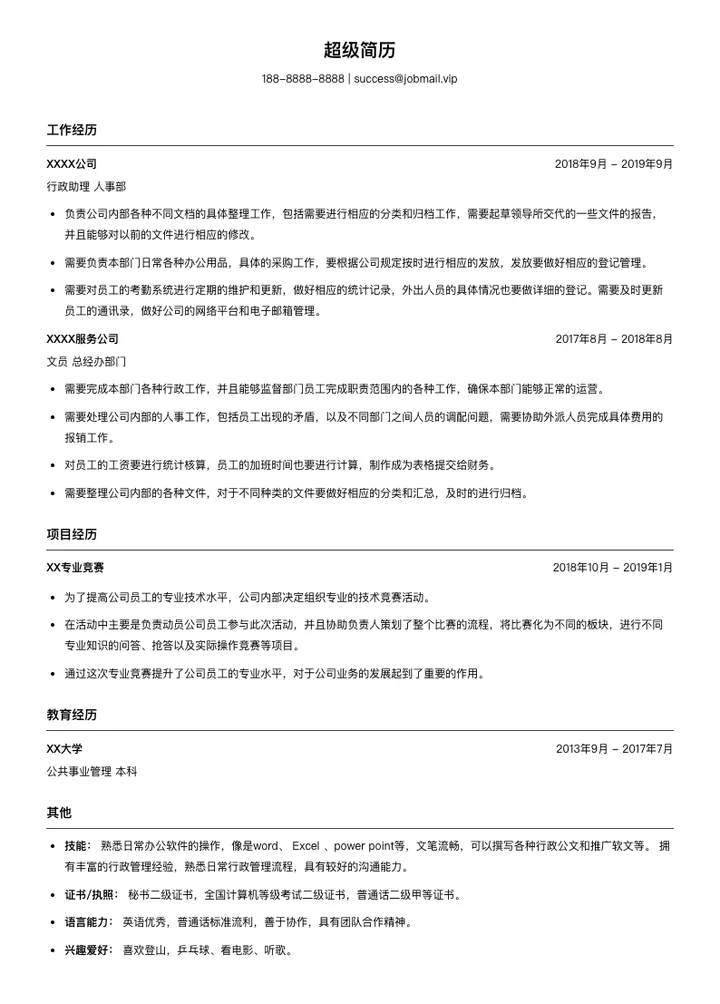 超级简历
188-8888-8888 | success@jobmail.vip
工作经历
XXXX公司 2018年9月 – 2019年9月
行政助理 人事部
• 负责公司内部各种不同文档的具体整理工作，包括需要进行相应的分类和归档工作，需要起草领导所交代的一些文件的报告，
并且能够对以前的文件进行相应的修改。
• 需要负责本部门日常各种办公用品，具体的采购工作，要根据公司规定按时进行相应的发放，发放要做好相应的登记管理。
• 需要对员工的考勤系统进行定期的维护和更新，做好相应的统计记录，外出人员的具体情况也要做详细的登记。需要及时更新
员工的通讯录，做好公司的网络平台和电子邮箱管理。
XXXX服务公司 2017年8月 – 2018年8月
文员 总经办部门
• 需要完成本部门各种行政工作，并且能够监督部门员工完成职责范围内的各种工作，确保本部门能够正常的运营。
• 需要处理公司内部的人事工作，包括员工出现的矛盾，以及不同部门之间人员的调配问题，需要协助外派人员完成具体费用的
报销工作。
• 对员工的工资要进行统计核算，员工的加班时间也要进行计算，制作成为表格提交给财务。
• 需要整理公司内部的各种文件，对于不同种类的文件要做好相应的分类和汇总，及时的进行归档。
项目经历
XX专业竞赛 2018年10月 – 2019年1月
• 为了提高公司员工的专业技术水平，公司内部决定组织专业的技术竞赛活动。
• 在活动中主要是负责动员公司员工参与此次活动，并且协助负责人策划了整个比赛的流程，将比赛化为不同的板块，进行不同
专业知识的问答、抢答以及实际操作竞赛等项目。
• 通过这次专业竞赛提升了公司员工的专业水平，对于公司业务的发展起到了重要的作用。
教育经历
XX大学 2013年9月 – 2017年7月
公共事业管理 本科
其他
• 技能： 熟悉日常办公软件的操作，像是word、 Excel 、power point等，文笔流畅，可以撰写各种行政公文和推广软文等。 拥
有丰富的行政管理经验，熟悉日常行政管理流程，具有较好的沟通能力。
• 证书/执照： 秘书二级证书，全国计算机等级考试二级证书，普通话二级甲等证书。
• 语言能力： 英语优秀，普通话标准流利，善于协作，具有团队合作精神。
• 兴趣爱好： 喜欢登山，乒乓球、看电影、听歌。